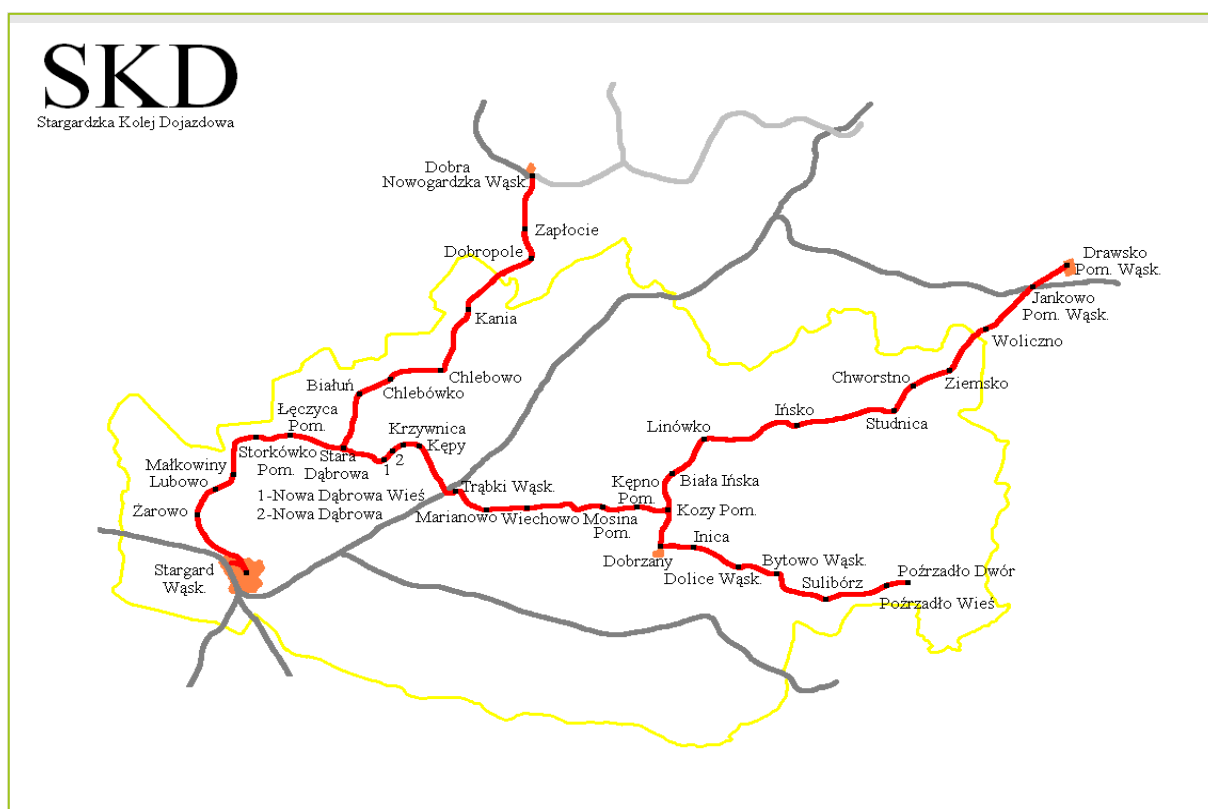 SKD
Stargardzka Kolej Dojazdowa
Dobra
Nowogardzka Wąsk.
Zapłocie
Dobropole
Drawsko
Pom. Wąsk.
Jankowo
Pom. Wąsk.
Kania
Woliczno
Chlebowo
Białuń
Chlebówko
Chworstno
Ziemsko
Łęczyca
Pom.
Ińsko
Studnica
Krzywnica
Kępy
Linówko
Storkówko
Pom.
Stara
Dąbrowa
1
2
Małkowiny
Lubowo
Kępno
Pom.
Biała Ińska
Trąbki Wąsk.
1-Nowa Dąbrowa Wieś
2-Nowa Dąbrowa
Żarowo
Marianowo
Wiechowo
Mosina
Pom.
Kozy Pom.
Inica
Dobrzany
Bytowo Wąsk.
Stargard
Wąsk.
Dolice Wąsk.
Sulibórz
Poźrzadło Dwór
Poźrzadło Wieś